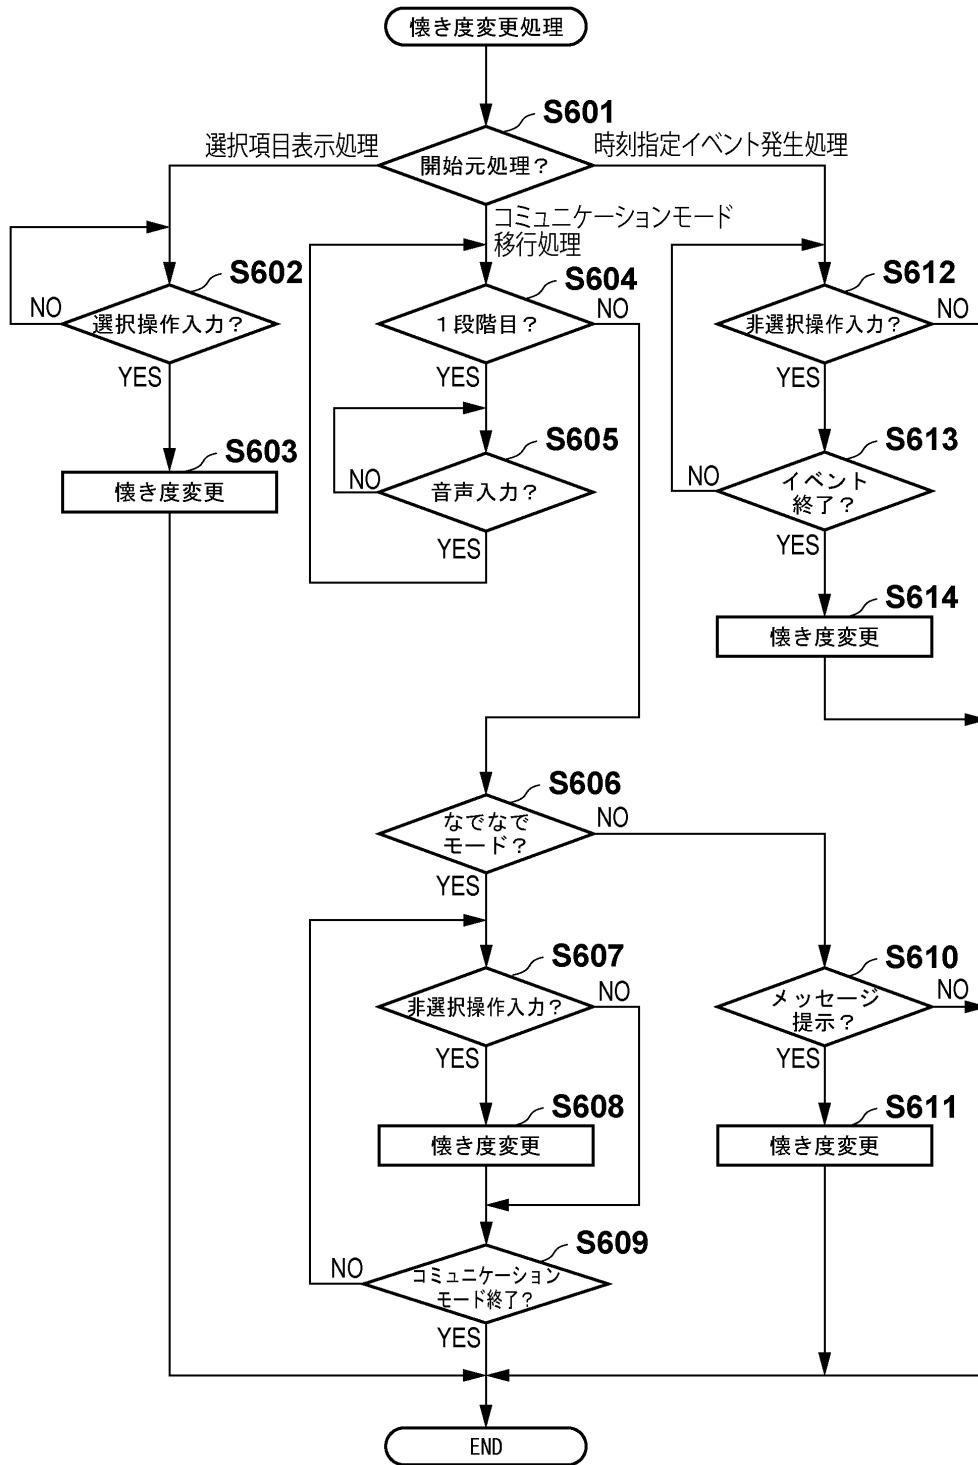 懐き度変更処理
S601
選択項目表示処理
開始元処理?
時刻指定イベント発生処理
コミュニケーションモード
移行処理
S602
NO
選択操作入力?
YES
S603
懐き度変更
S604
1段階目?
NO
YES
S605
NO
音声入力?
YES
S612
非選択操作入力?
NO
YES
S613
NO
イベント
終了?
YES
S614
懐き度変更
S606
なでなで
モード?
NO
YES
S607
非選択操作入力?
NO
YES
S608
懐き度変更
S609
NO
コミュニケーション
モード終了?
YES
S610
メッセージ
提示?
NO
YES
S611
懐き度変更
END